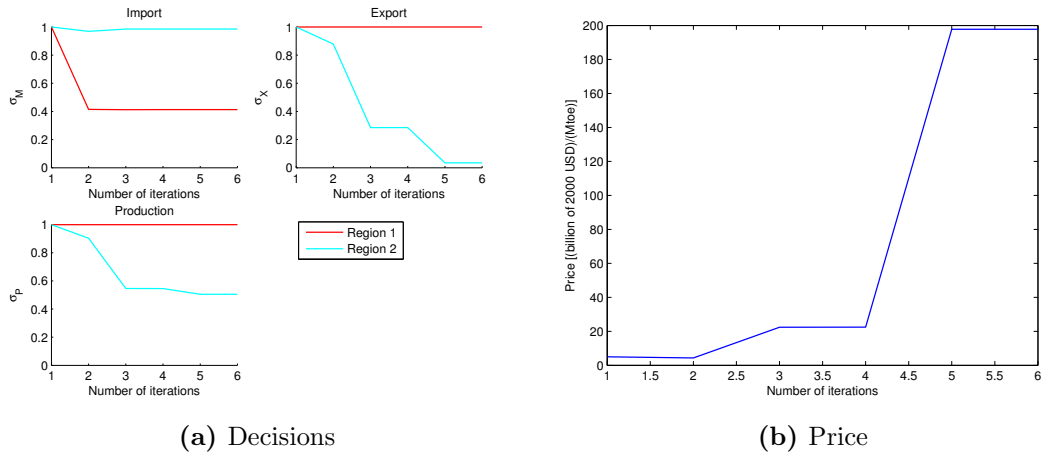 Import
1
0.8
0.6
0.4
0.2
0
σM
1 2 3 4 5 6
Number of iterations
Export
1
0.8
0.6
0.4
0.2
0
σX
1 2 3 4 5 6
Number of iterations
Production
1
0.8
0.6
0.4
0.2
0
σP
1 2 3 4 5 6
Number of iterations
Region 1
Region 2
(a) Decisions
200
180
160
140
120
100
80
60
40
20
0
Price [(billion of 2000 USD)/(Mtoe)]
1 1.5 2 2.5 3 3.5 4 4.5 5 5.5 6
Number of iterations
(b) Price